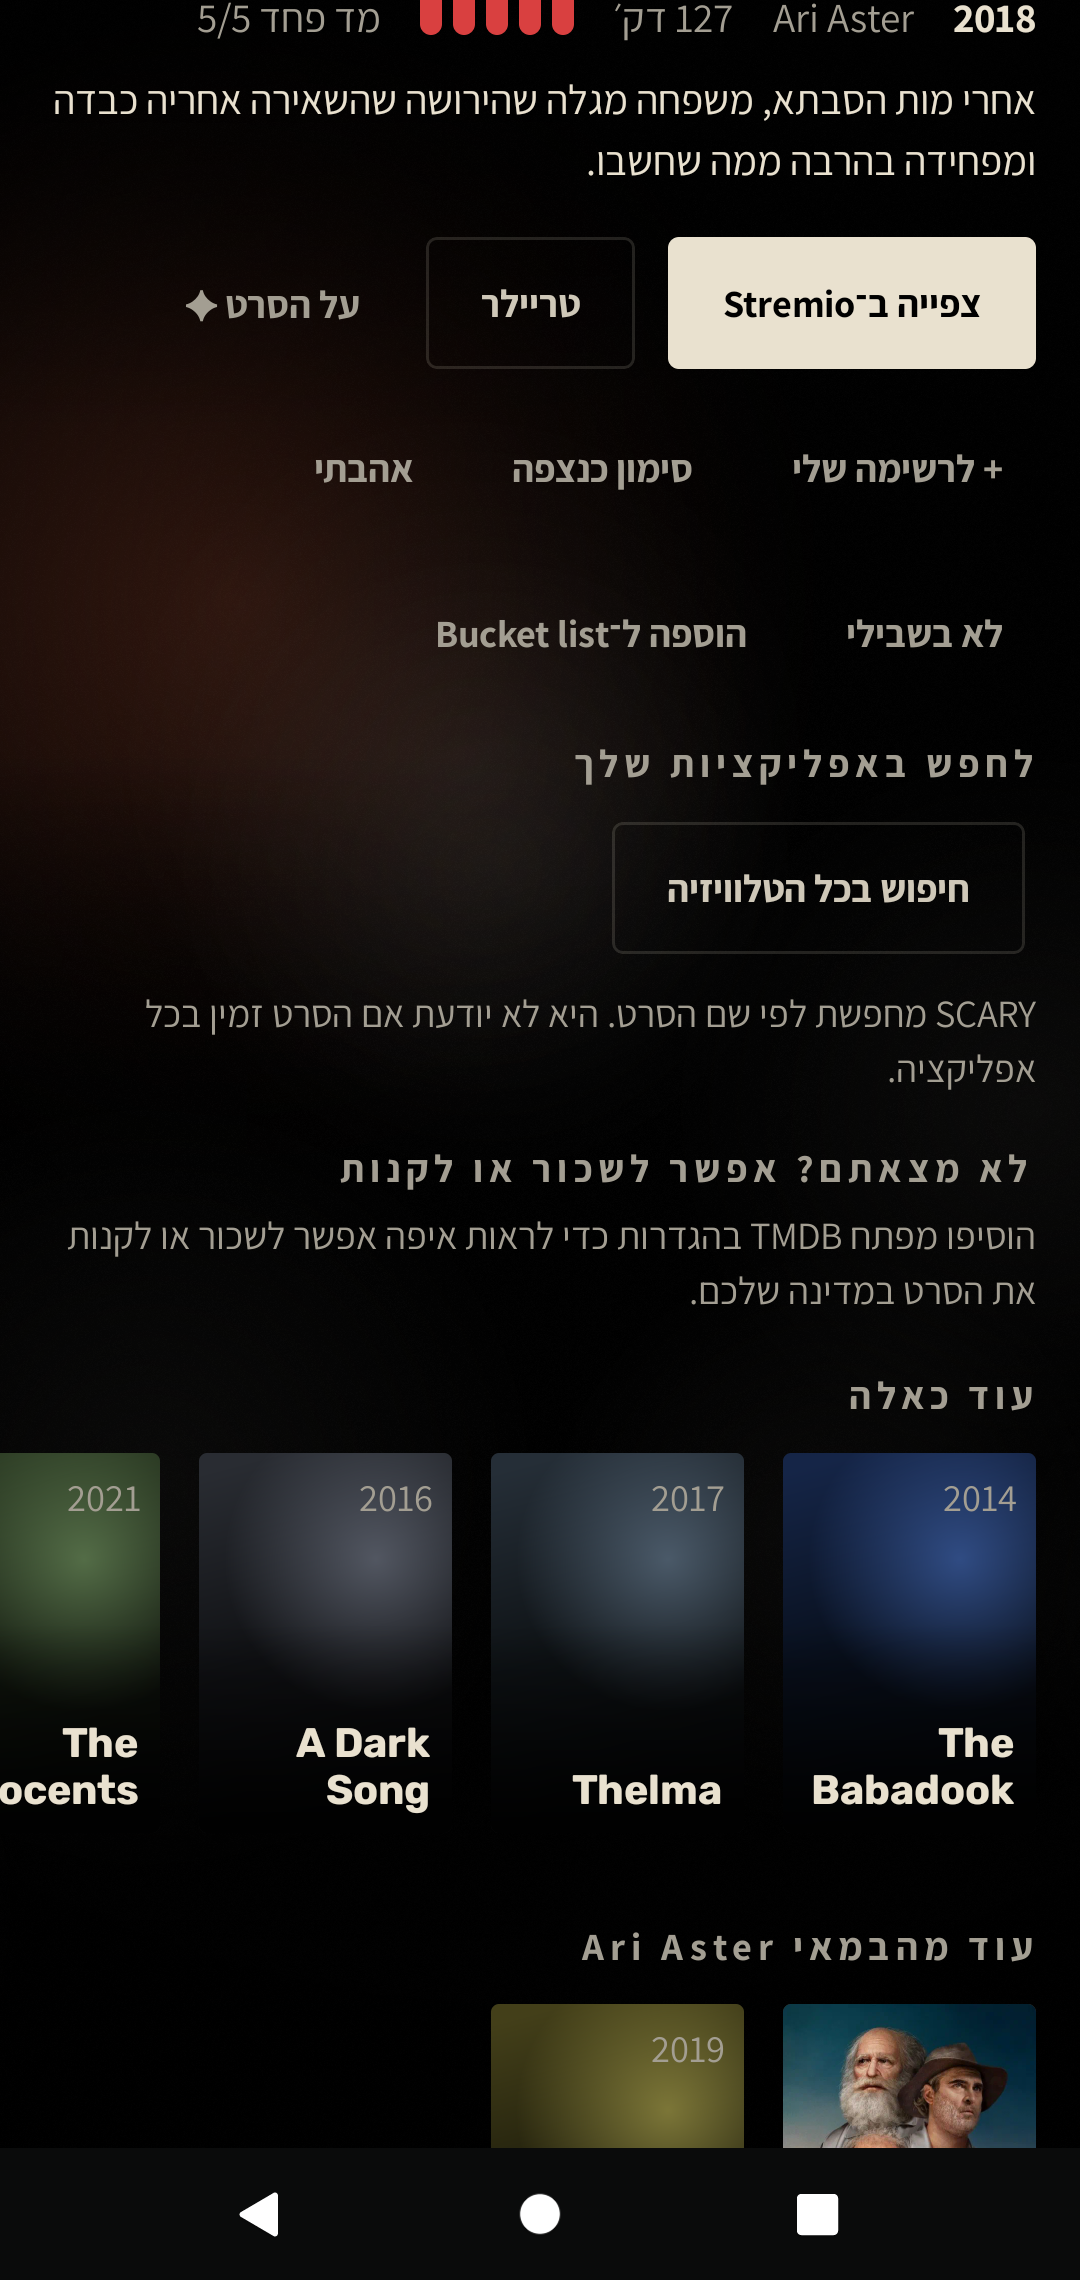 2018 Ari Aster 127 דק׳ מד פחד 5/5
אחרי מות הסבתא, משפחה מגלה שהירושה שהשאירה אחריה כבדה
ומפחידה בהרבה ממה שחשבו.
צפייה ב־Stremio טריילר על הסרט
+ לרשימה שלי סימון כנצפה אהבתי
לא בשבילי הוספה ל־Bucket list
לחפש באפליקציות שלך
חיפוש בכל הטלוויזיה
SCARY מחפשת לפי שם הסרט. היא לא יודעת אם הסרט זמין בכל
אפליקציה.
לא מצאתם? אפשר לשכור או לקנות
הוסיפו מפתח TMDB בהגדרות כדי לראות איפה אפשר לשכור או לקנות
את הסרט במדינה שלכם.
עוד כאלה
2014 2017 2016 2021
The Babadook
Thelma
A Dark Song
The ocents
עוד מהבמאי Ari Aster
2019